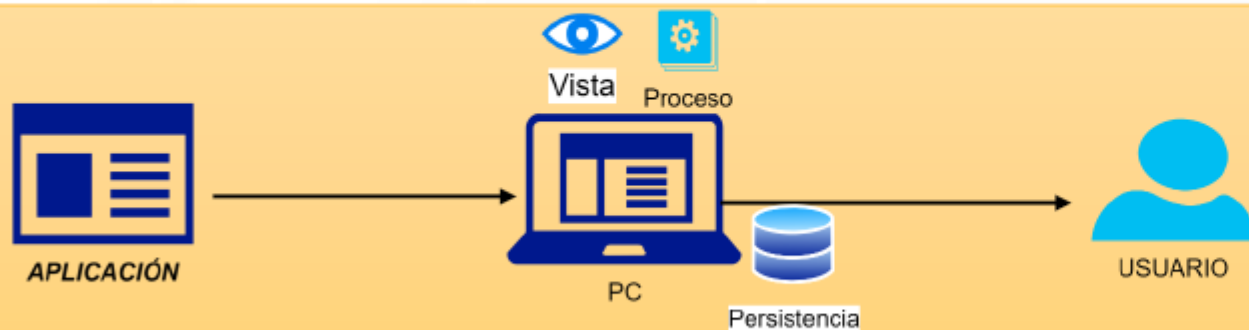 Vista
Proceso
APLICACIÓN
PC
USUARIO
Persistencia